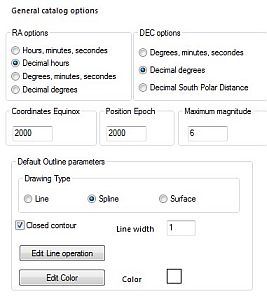 General catalog options
RA options
Hours, minutes, secondes
Decimal hours
Degrees, minutes, secondes
Decimal degrees
DEC options
Degrees, minutes, secondes
Decimal degrees
Decimal South Polar Distance
Coordinates Equinox
2000
Position Epoch
2000
Maximum magnitude
6
Default Outline parameters
Drawing Type
Line
Spline
Surface
Closed contour
Line width
1
Edit Line operation
Edit Color
Color